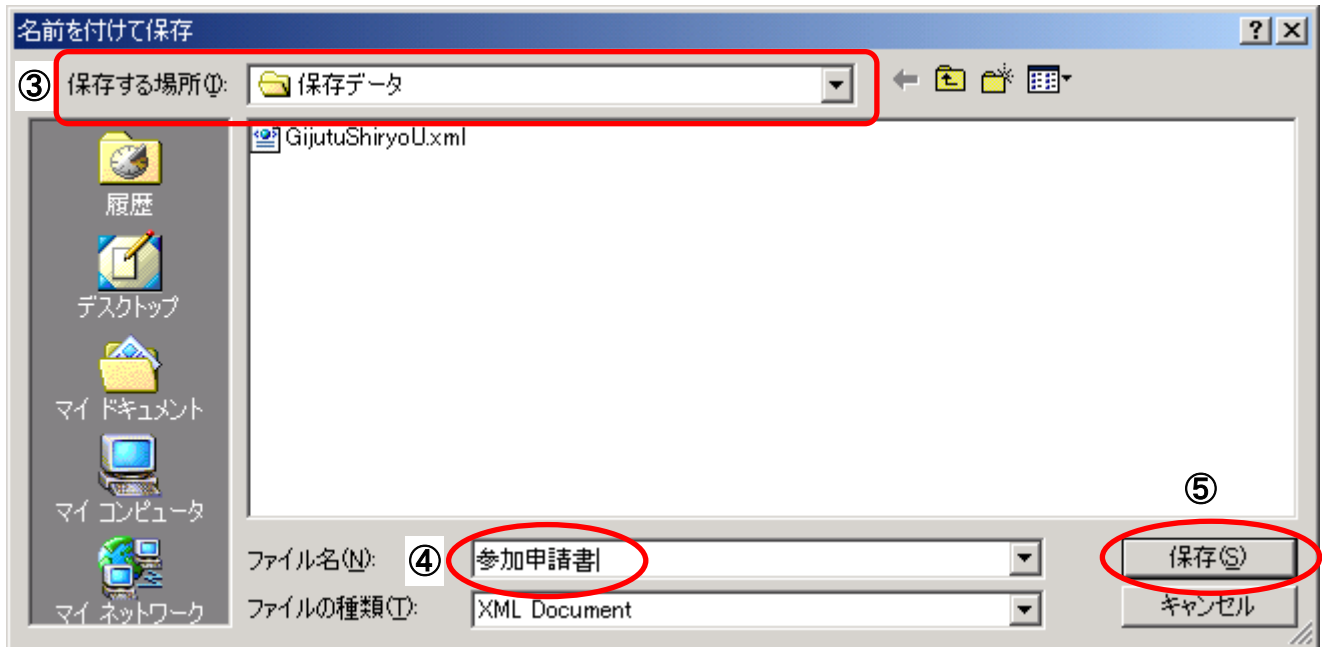 名前を付けて保存
③ 保存する場所(I): 保存データ
GijutuShiryoU.xml
履歴
デスクトップ
マイ ドキュメント
マイ コンピュータ
マイ ネットワーク
ファイル名(N): ④ 参加申請書
⑤
保存(S)
ファイルの種類(T): XML Document
キャンセル